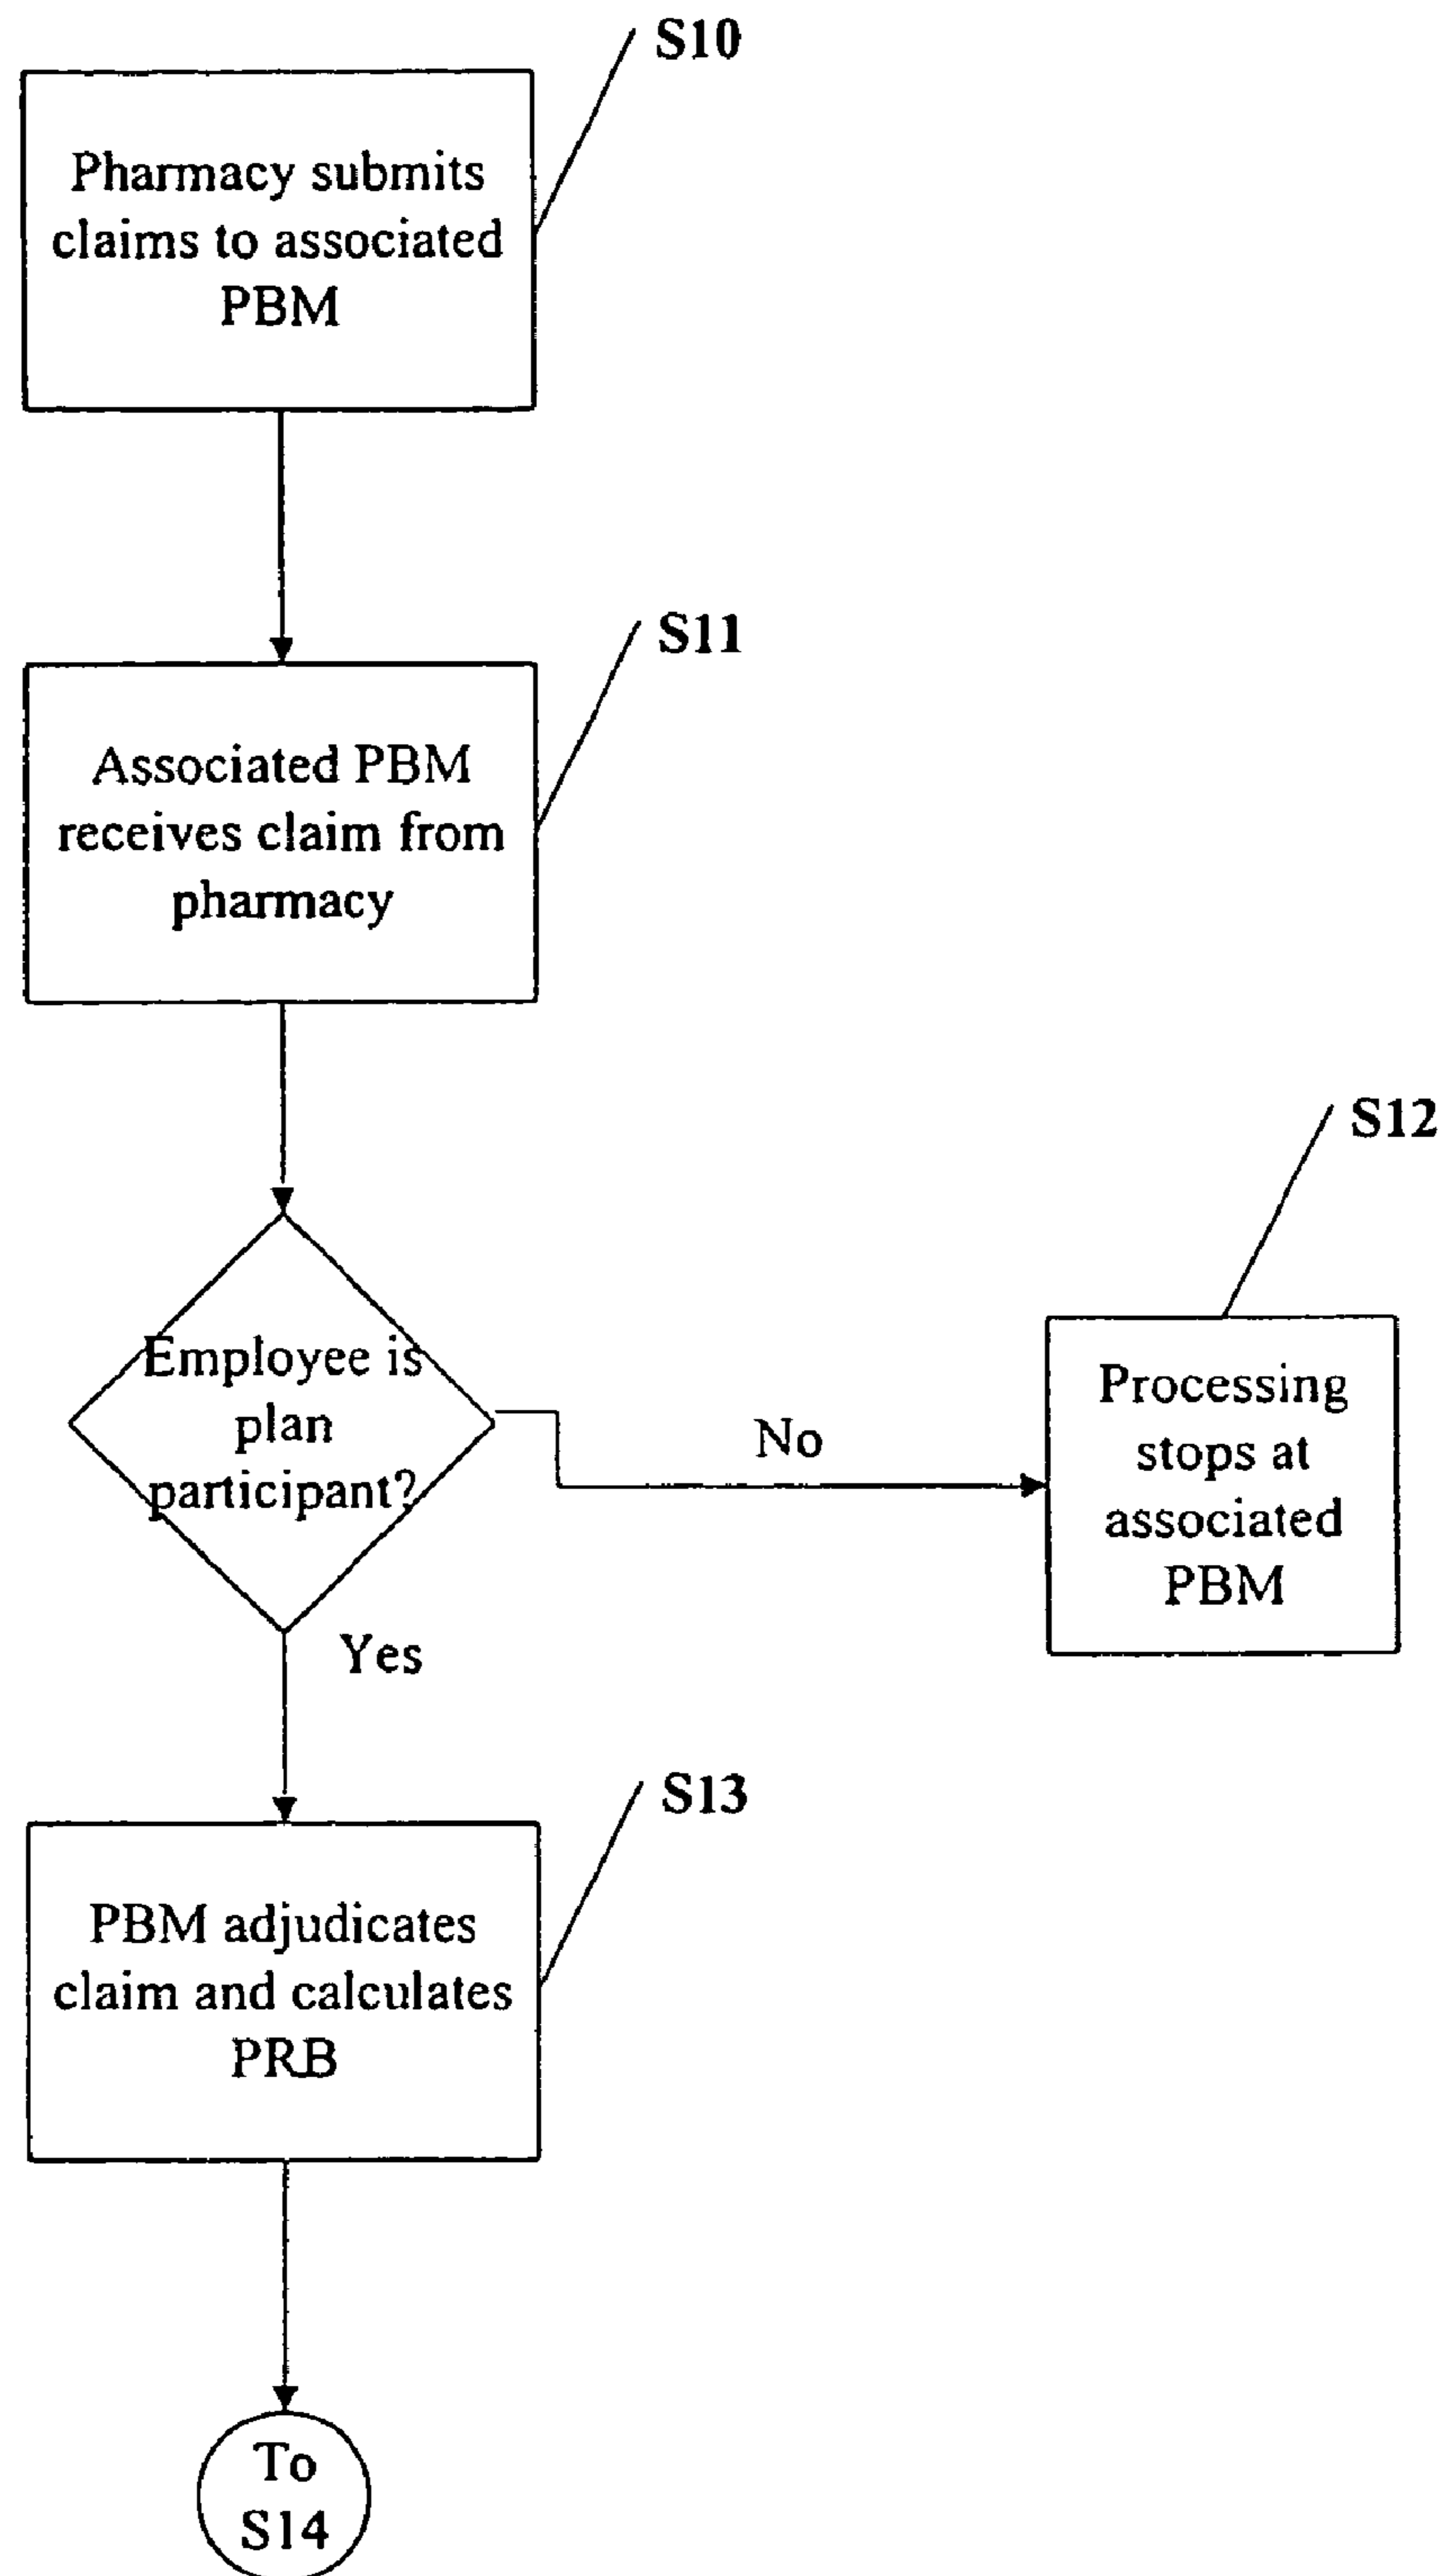 S10
Pharmacy submits
claims to associated
PBM
S11
Associated PBM
receives claim from
pharmacy
S12
Employee is
plan
participant?
No
Processing
stops at
associated
PBM
Yes
S13
PBM adjudicates
claim and calculates
PRB
To
S14